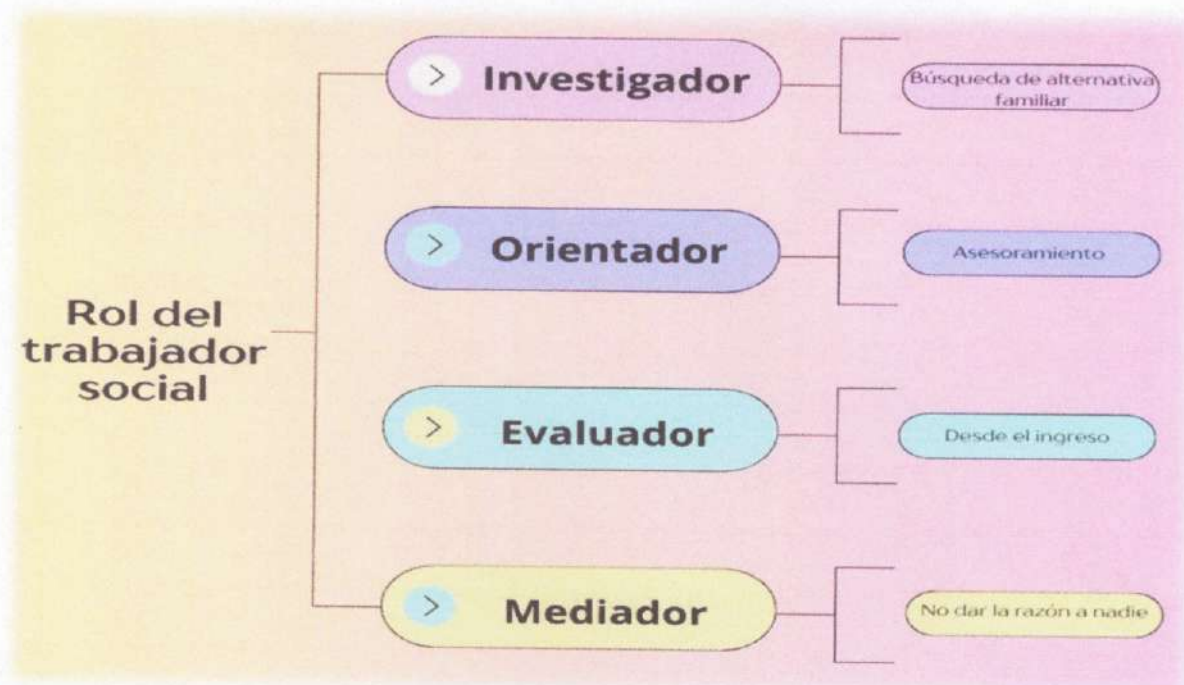 Rol del
trabajador
social
> Investigador
Búsqueda de alternativa
familiar
> Orientador
Asesoramiento
> Evaluador
Desde el ingreso
> Mediador
No dar la razón a nadie